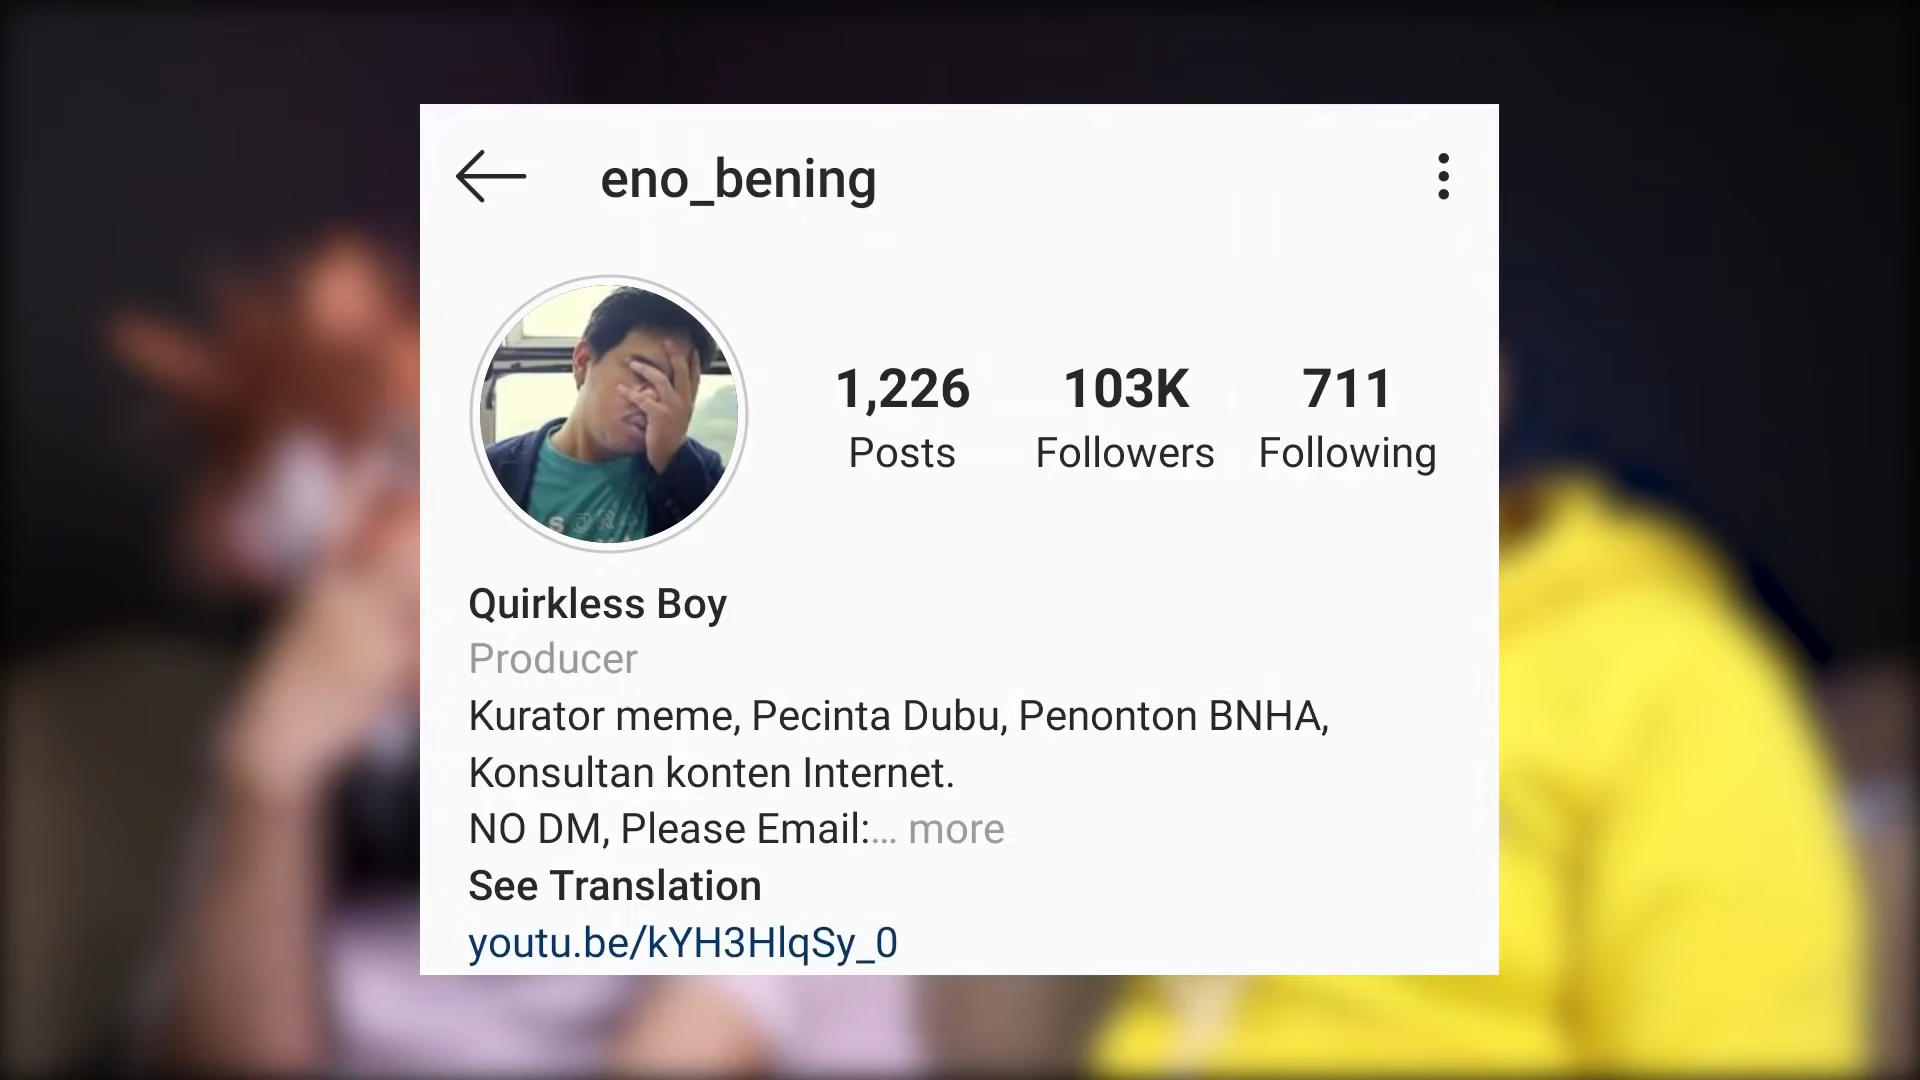 eno_bening
1,226 103K 711
Posts Followers Following
Quirkless Boy
Producer
Kurator meme, Pecinta Dubu, Penonton BNHA,
Konsultan konten Internet.
NO DM, Please Email:... more
See Translation
youtu.be/kYH3HlqSy_0